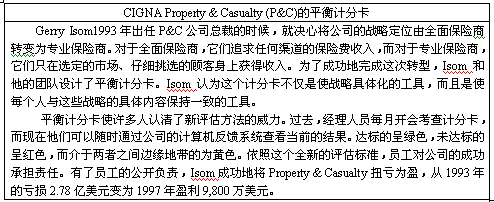 CIGNA Property & Casualty (P&C)的平衡计分卡
Gerry Isom1993 年出任 P&C 公司总裁的时候，就决心将公司的战略定位由全面保险商
转变为专业保险商。对于全面保险商，它们追求任何渠道的保险费收入，而对于专业保险商，
它们只在选定的市场、仔细挑选的顾客身上获得收入。为了成功地完成这次转型，Isom 和
他的团队设计了平衡计分卡。Isom 认为这个计分卡不仅是使战略具体化的工具，而且是使
每个人与这些战略的具体内容保持一致的工具。
平衡计分卡使许多人认清了新评估方法的威力。过去，经理人员每月开会考查计分卡，
而现在他们可以随时通过公司的计算机反馈系统查看当前的结果。达标的呈绿色，未达标的
呈红色，而介于两者之间边缘地带的为黄色。依照这个全新的评估标准，员工对公司的成功
承担责任。有了员工的公开负责，Isom 成功地将 Property & Casualty 扭亏为盈，从 1993 年
的亏损 2.78 亿美元变为 1997 年盈利 9,800 万美元。